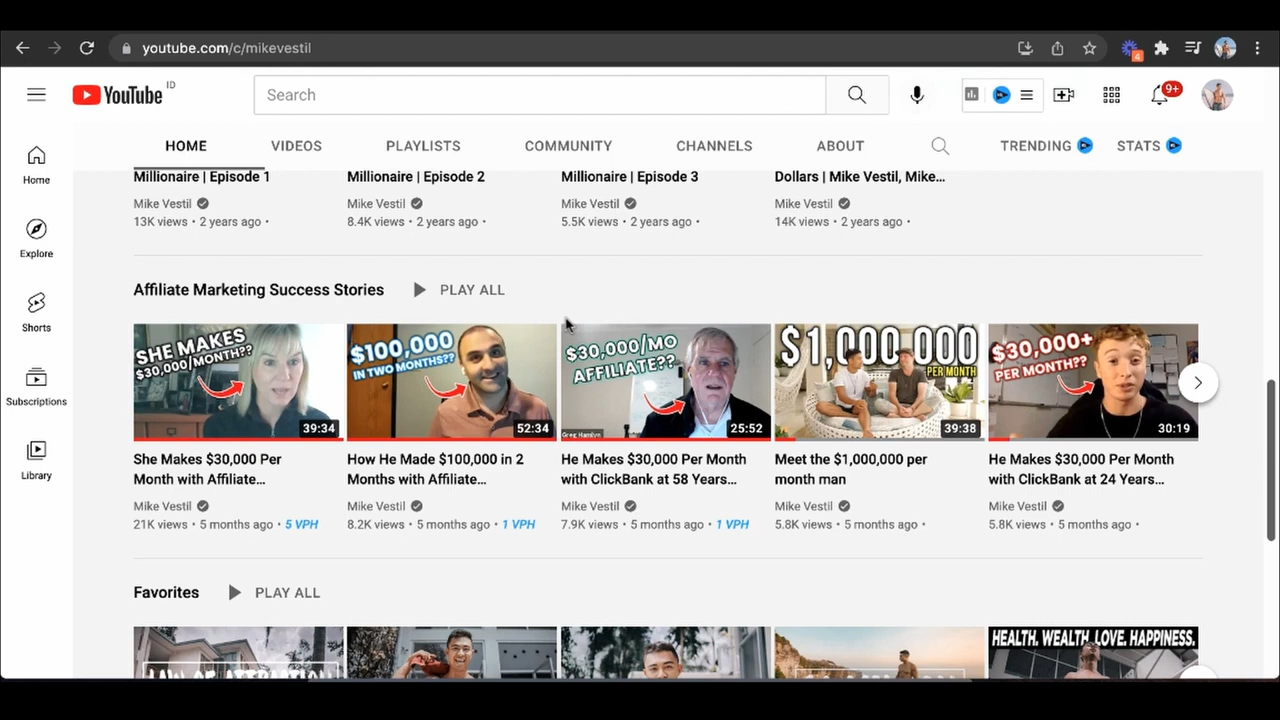 youtube.com/c/mikevestil
4
YouTube ID
Search
9+
HOME VIDEOS PLAYLISTS COMMUNITY CHANNELS ABOUT TRENDING STATS
Home
Explore
Shorts
Subscriptions
Library
Millionaire | Episode 1
Mike Vestil
13K views • 2 years ago •
Millionaire | Episode 2
Mike Vestil
8.4K views • 2 years ago •
Millionaire | Episode 3
Mike Vestil
5.5K views • 2 years ago •
Dollars | Mike Vestil, Mike...
Mike Vestil
14K views • 2 years ago •
Affiliate Marketing Success Stories PLAY ALL
SHE MAKES
$30,000/MONTH??
39:34
She Makes $30,000 Per
Month with Affiliate...
Mike Vestil
21K views • 5 months ago • 5 VPH
$100,000
IN TWO MONTHS??
52:34
How He Made $100,000 in 2
Months with Affiliate...
Mike Vestil
8.2K views • 5 months ago • 1 VPH
$30,000/MO
AFFILIATE??
Greg Hamlyn
25:52
He Makes $30,000 Per Month
with ClickBank at 58 Years...
Mike Vestil
7.9K views • 5 months ago • 1 VPH
$1,000,000
PER MONTH
39:38
Meet the $1,000,000 per
month man
Mike Vestil
5.8K views • 5 months ago •
$30,000+
PER MONTH??
30:19
He Makes $30,000 Per Month
with ClickBank at 24 Years...
Mike Vestil
5.8K views • 5 months ago •
Favorites PLAY ALL
LAW OF ATTRACTION
HEALTH. WEALTH. LOVE. HAPPINESS.